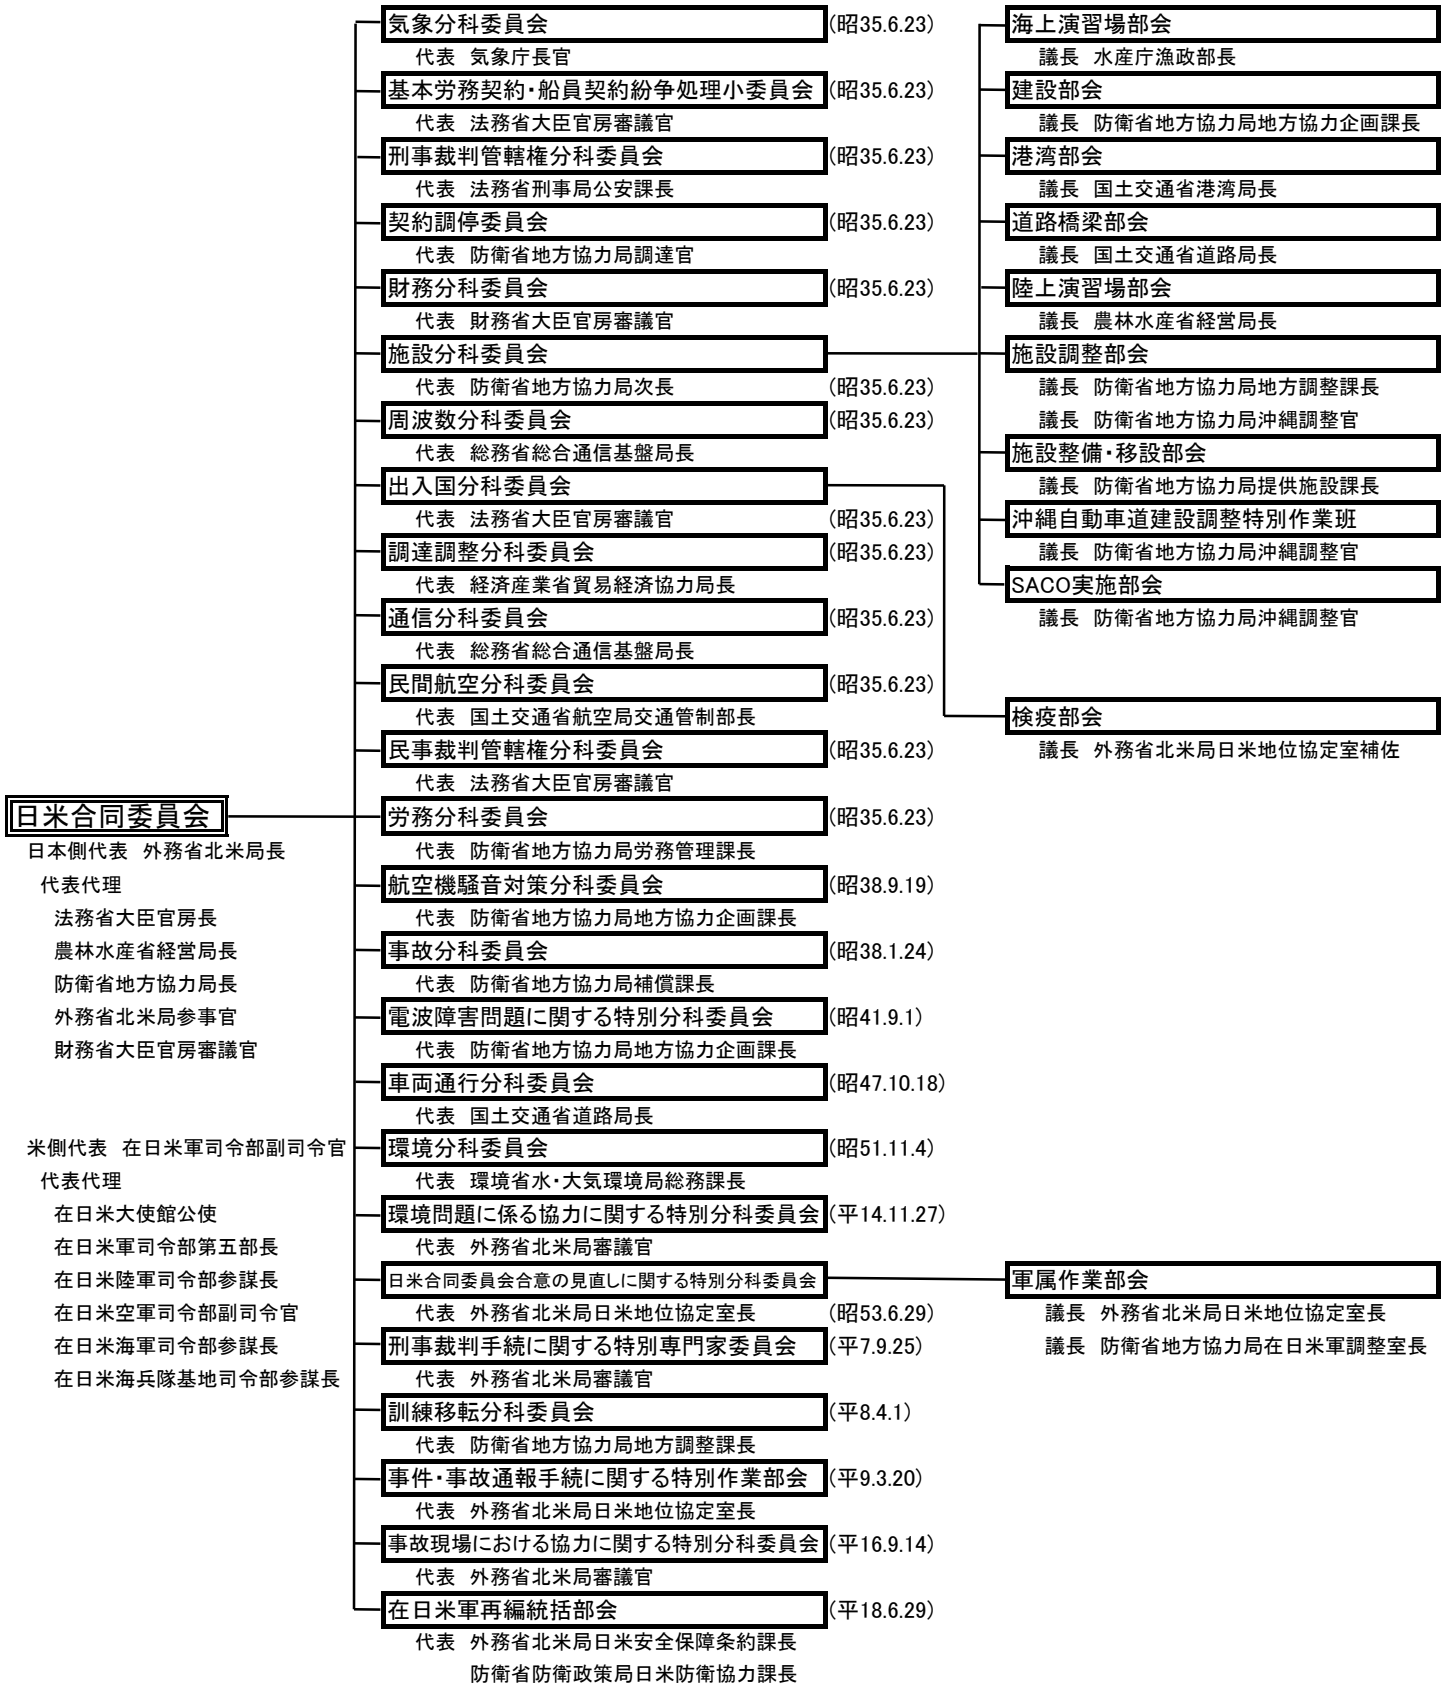 日米合同委員会
日本側代表 外務省北米局長
代表代理
法務省大臣官房長
農林水産省経営局長
防衛省地方協力局長
外務省北米局参事官
財務省大臣官房審議官
米側代表 在日米軍司令部副司令官
代表代理
在日米大使館公使
在日米軍司令部第五部長
在日米陸軍司令部参謀長
在日米空軍司令部副司令官
在日米海軍司令部参謀長
在日米海兵隊基地司令部参謀長
気象分科委員会 (昭35.6.23)
代表 気象庁長官
基本労務契約・船員契約紛争処理小委員会 (昭35.6.23)
代表 法務省大臣官房審議官
刑事裁判管轄権分科委員会 (昭35.6.23)
代表 法務省刑事局公安課長
契約調停委員会 (昭35.6.23)
代表 防衛省地方協力局調達官
財務分科委員会 (昭35.6.23)
代表 財務省大臣官房審議官
施設分科委員会
代表 防衛省地方協力局次長 (昭35.6.23)
周波数分科委員会 (昭35.6.23)
代表 総務省総合通信基盤局長
出入国分科委員会
代表 法務省大臣官房審議官 (昭35.6.23)
調達調整分科委員会 (昭35.6.23)
代表 経済産業省貿易経済協力局長
通信分科委員会 (昭35.6.23)
代表 総務省総合通信基盤局長
民間航空分科委員会 (昭35.6.23)
代表 国土交通省航空局交通管制部長
民事裁判管轄権分科委員会 (昭35.6.23)
代表 法務省大臣官房審議官
労務分科委員会 (昭35.6.23)
代表 防衛省地方協力局労務管理課長
航空機騒音対策分科委員会 (昭38.9.19)
代表 防衛省地方協力局地方協力企画課長
事故分科委員会 (昭38.1.24)
代表 防衛省地方協力局補償課長
電波障害問題に関する特別分科委員会 (昭41.9.1)
代表 防衛省地方協力局地方協力企画課長
車両通行分科委員会 (昭47.10.18)
代表 国土交通省道路局長
環境分科委員会 (昭51.11.4)
代表 環境省水・大気環境局総務課長
環境問題に係る協力に関する特別分科委員会 (平14.11.27)
代表 外務省北米局審議官
日米合同委員会合意の見直しに関する特別分科委員会
代表 外務省北米局日米地位協定室長 (昭53.6.29)
刑事裁判手続に関する特別専門家委員会 (平7.9.25)
代表 外務省北米局審議官
訓練移転分科委員会 (平8.4.1)
代表 防衛省地方協力局地方調整課長
事件・事故通報手続に関する特別作業部会 (平9.3.20)
代表 外務省北米局日米地位協定室長
事故現場における協力に関する特別分科委員会 (平16.9.14)
代表 外務省北米局審議官
在日米軍再編統括部会 (平18.6.29)
代表 外務省北米局日米安全保障条約課長
防衛省防衛政策局日米防衛協力課長
海上演習場部会
議長 水産庁漁政部長
建設部会
議長 防衛省地方協力局地方協力企画課長
港湾部会
議長 国土交通省港湾局長
道路橋梁部会
議長 国土交通省道路局長
陸上演習場部会
議長 農林水産省経営局長
施設調整部会
議長 防衛省地方協力局地方調整課長
議長 防衛省地方協力局沖縄調整官
施設整備・移設部会
議長 防衛省地方協力局提供施設課長
沖縄自動車道建設調整特別作業班
議長 防衛省地方協力局沖縄調整官
SACO実施部会
議長 防衛省地方協力局沖縄調整官
検疫部会
議長 外務省北米局日米地位協定室補佐
軍属作業部会
議長 外務省北米局日米地位協定室長
議長 防衛省地方協力局在日米軍調整室長